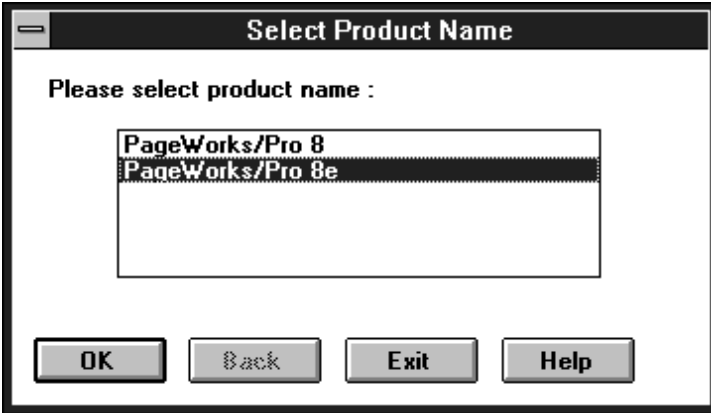 Select Product Name
Please select product name :
PageWorks/Pro 8
PageWorks/Pro 8e
OK Back Exit Help